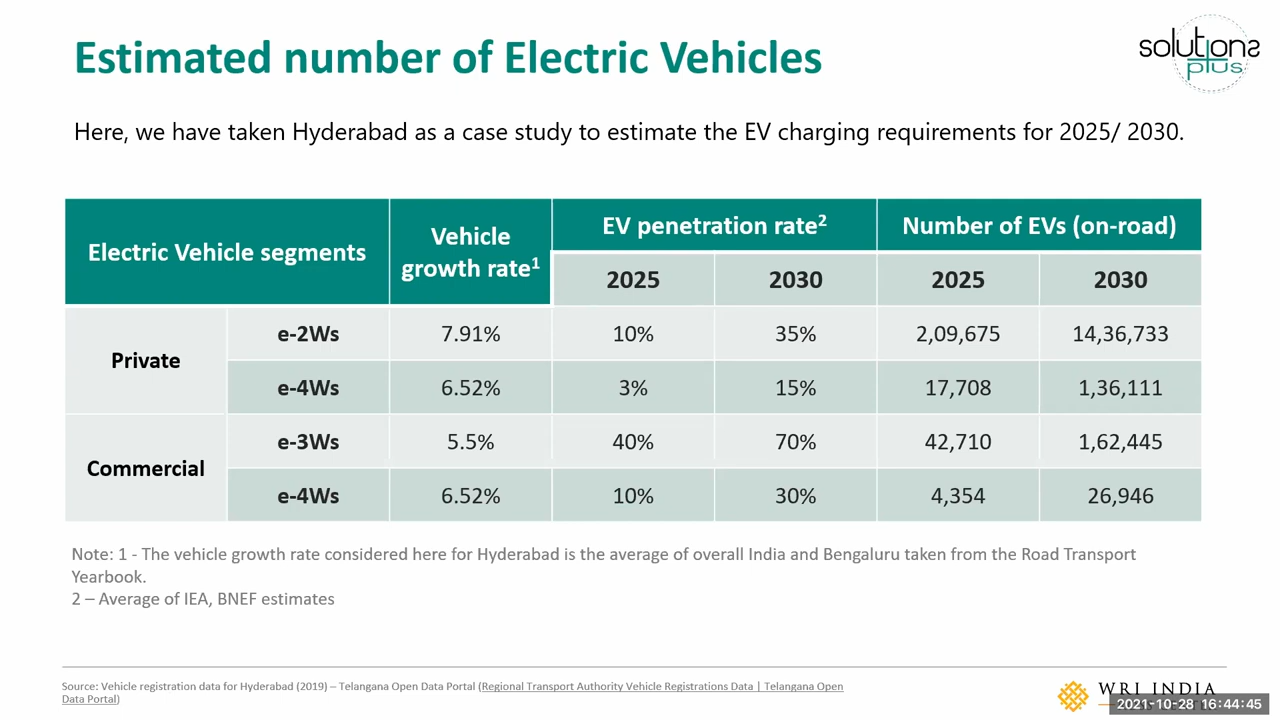 Estimated number of Electric Vehicles
solutions
plus
Here, we have taken Hyderabad as a case study to estimate the EV charging requirements for 2025/ 2030.
Electric Vehicle segments
Vehicle
growth rate1
EV penetration rate2
Number of EVs (on-road)
2025 2030 2025 2030
Private
e-2Ws 7.91% 10% 35% 2,09,675 14,36,733
e-4Ws 6.52% 3% 15% 17,708 1,36,111
Commercial
e-3Ws 5.5% 40% 70% 42,710 1,62,445
e-4Ws 6.52% 10% 30% 4,354 26,946
Note: 1 - The vehicle growth rate considered here for Hyderabad is the average of overall India and Bengaluru taken from the Road Transport
Yearbook.
2 – Average of IEA, BNEF estimates
Source: Vehicle registration data for Hyderabad (2019) – Telangana Open Data Portal (Regional Transport Authority Vehicle Registrations Data | Telangana Open
Data Portal)
WRI INDIA
2021-10-28 16:44:45